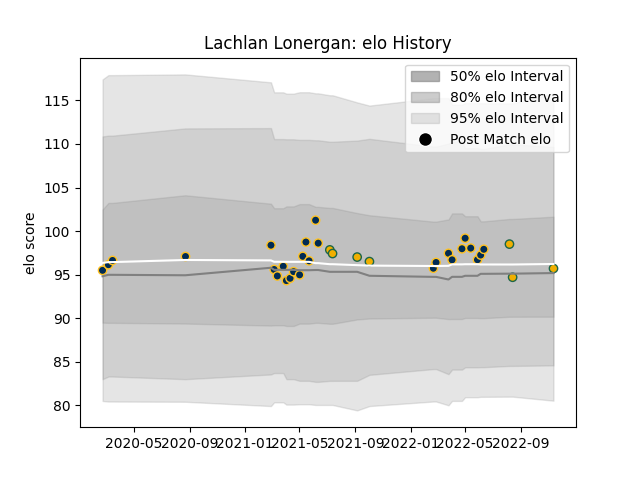 Lachlan Lonergan: elo History
50% elo Interval
80% elo Interval
95% elo Interval
Post Match elo
elo score
115
110
105
100
95
90
85
80
2020-05 2020-09 2021-01 2021-05 2021-09 2022-01 2022-05 2022-09